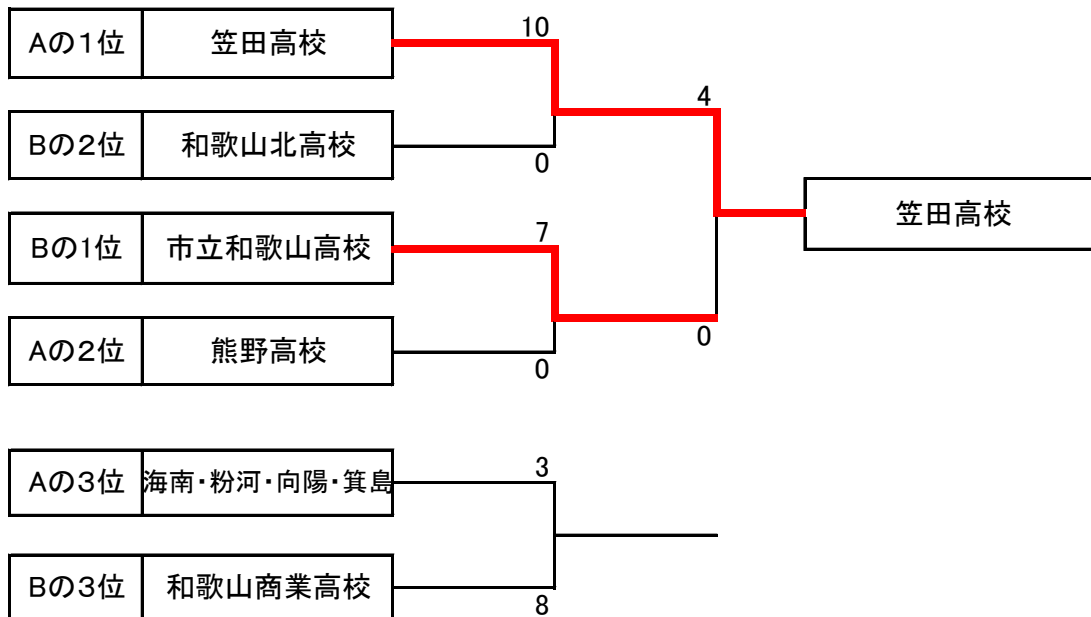 Aの1位 笠田高校 10
4
Bの2位 和歌山北高校 0
笠田高校
Bの1位 市立和歌山高校 7
0
Aの2位 熊野高校 0
Aの3位 海南・粉河・向陽・箕島 3
Bの3位 和歌山商業高校 8